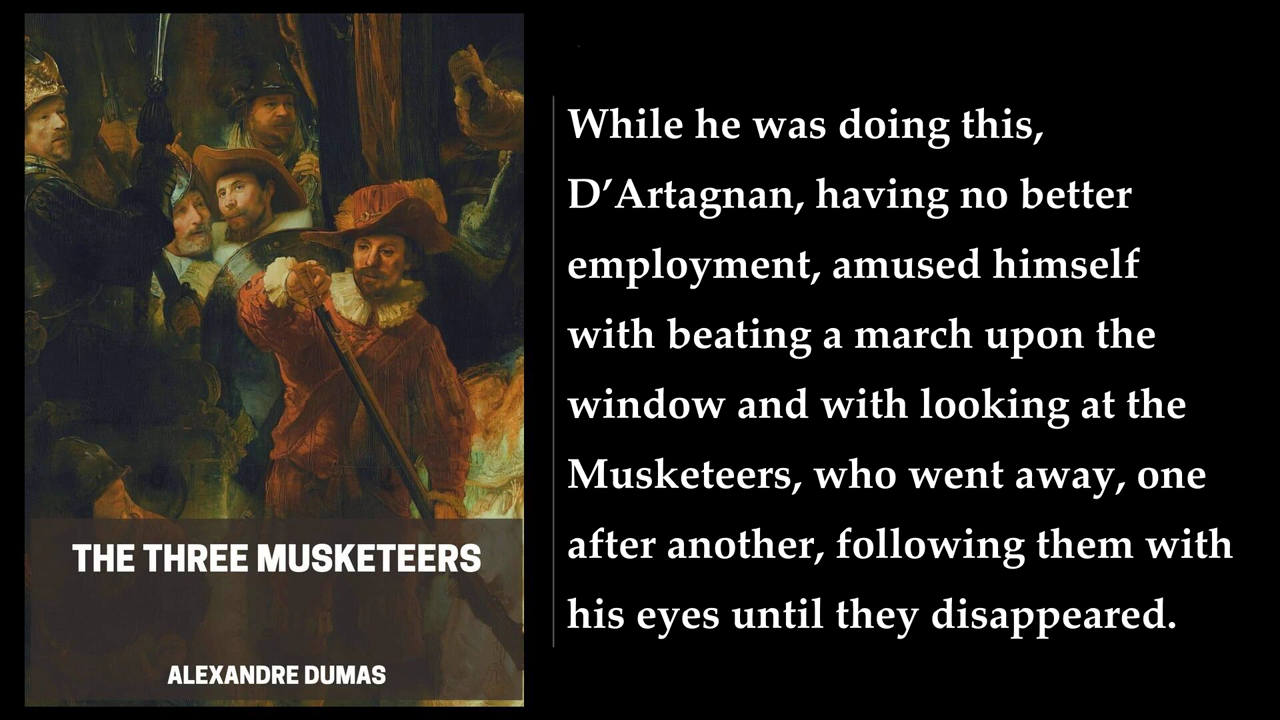 THE THREE MUSKETEERS
ALEXANDRE DUMAS
While he was doing this,
D’Artagnan, having no better
employment, amused himself
with beating a march upon the
window and with looking at the
Musketeers, who went away, one
after another, following them with
his eyes until they disappeared.